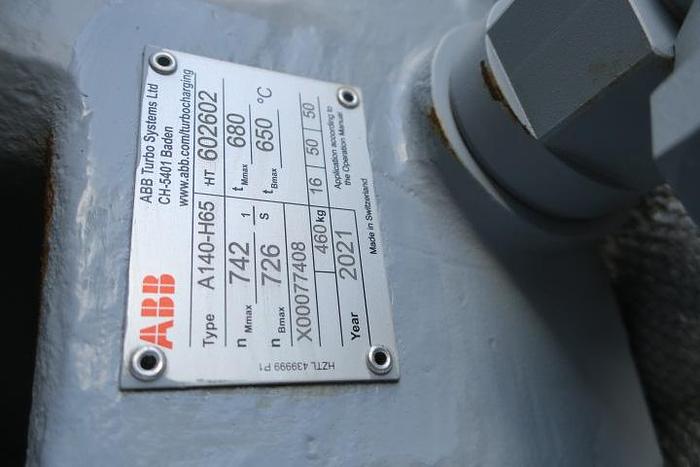 ABB
ABB Turbo Systems Ltd
CH-5401 Baden
www.abb.com/turbocharging
Type A140-H65 HT 602602
n Mmax 742 1 t Mmax 680
n Bmax 726 s t Bmax 650 °C
X00077408 16 50 50
460 kg Application according to
the Operation Manual
Year 2021
Made in Switzerland
HZTL 439999 P1